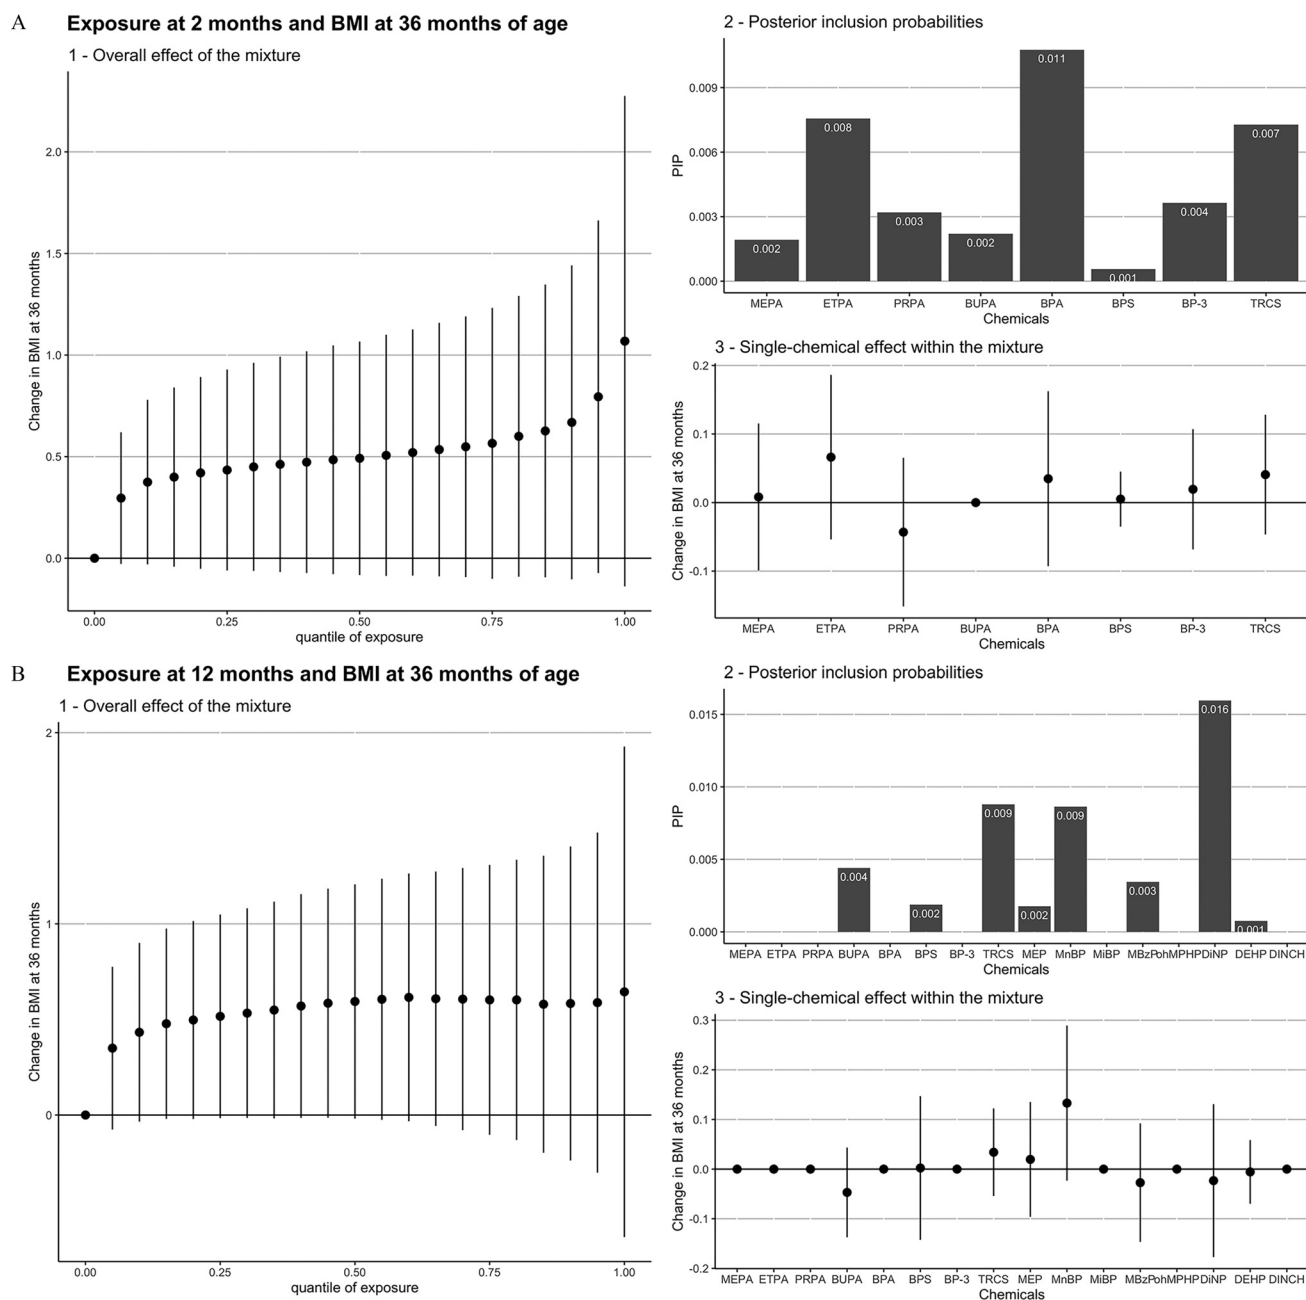 A
Exposure at 2 months and BMI at 36 months of age
1 - Overall effect of the mixture
Change in BMI at 36 months
2.0
1.5
1.0
0.5
0.0
0.00 0.25 0.50 0.75 1.00
quantile of exposure
2 - Posterior inclusion probabilities
PIP
0.009
0.006
0.003
0.000
0.002 0.008 0.003 0.002 0.011 0.001 0.004 0.007
MEPA ETPA PRPA BUPA BPA BPS BP-3 TRCS
Chemicals
3 - Single-chemical effect within the mixture
Change in BMI at 36 months
0.2
0.1
0.0
-0.1
MEPA ETPA PRPA BUPA BPA BPS BP-3 TRCS
Chemicals
B
Exposure at 12 months and BMI at 36 months of age
1 - Overall effect of the mixture
Change in BMI at 36 months
2
1
0
0.00 0.25 0.50 0.75 1.00
quantile of exposure
2 - Posterior inclusion probabilities
PIP
0.015
0.010
0.005
0.000
0.004 0.002 0.009 0.002 0.009 0.003 0.016 0.001
MEPA ETPA PRPA BUPA BPA BPS BP-3 TRCS MEP MnBP MiBP MBzPohMPHPDiNP DEHP DINCH
Chemicals
3 - Single-chemical effect within the mixture
Change in BMI at 36 months
0.3
0.2
0.1
0.0
-0.1
-0.2
MEPA ETPA PRPA BUPA BPA BPS BP-3 TRCS MEP MnBP MiBP MBzPohMPHPDiNP DEHP DINCH
Chemicals